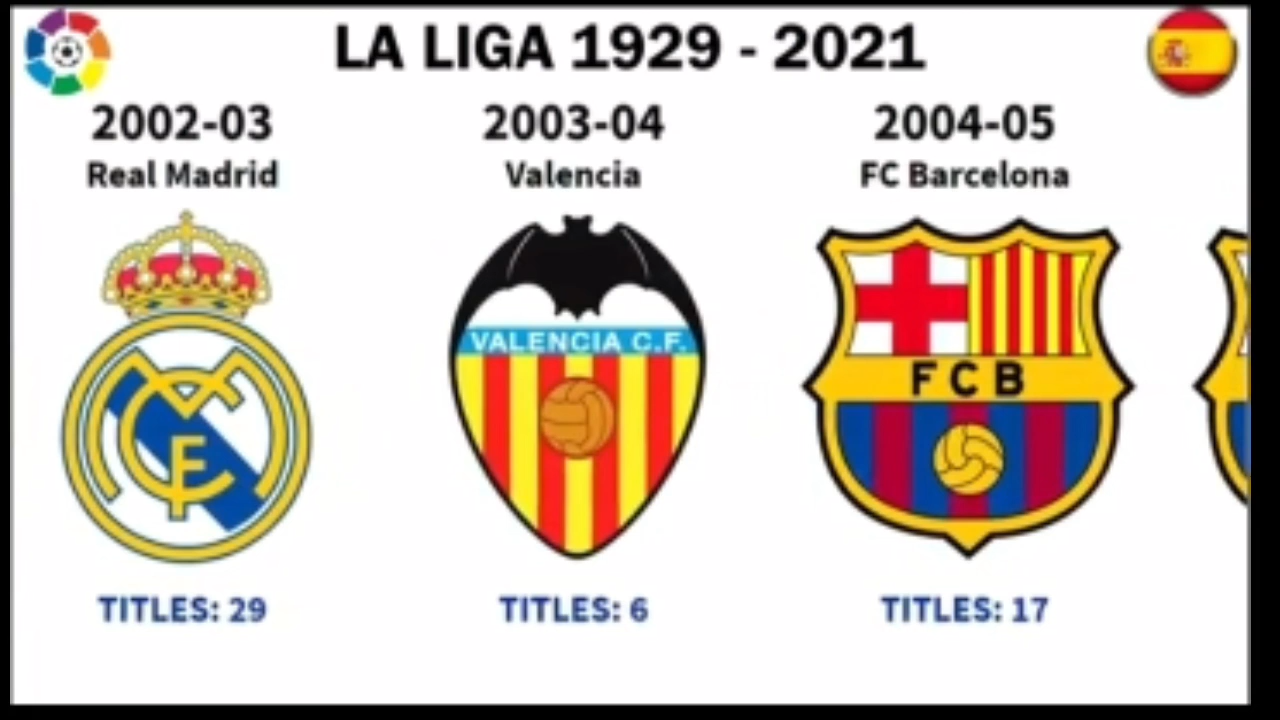 LA LIGA 1929 - 2021
2002-03
Real Madrid
TITLES: 29
2003-04
Valencia
VALENCIA C.F.
TITLES: 6
2004-05
FC Barcelona
FCB
TITLES: 17